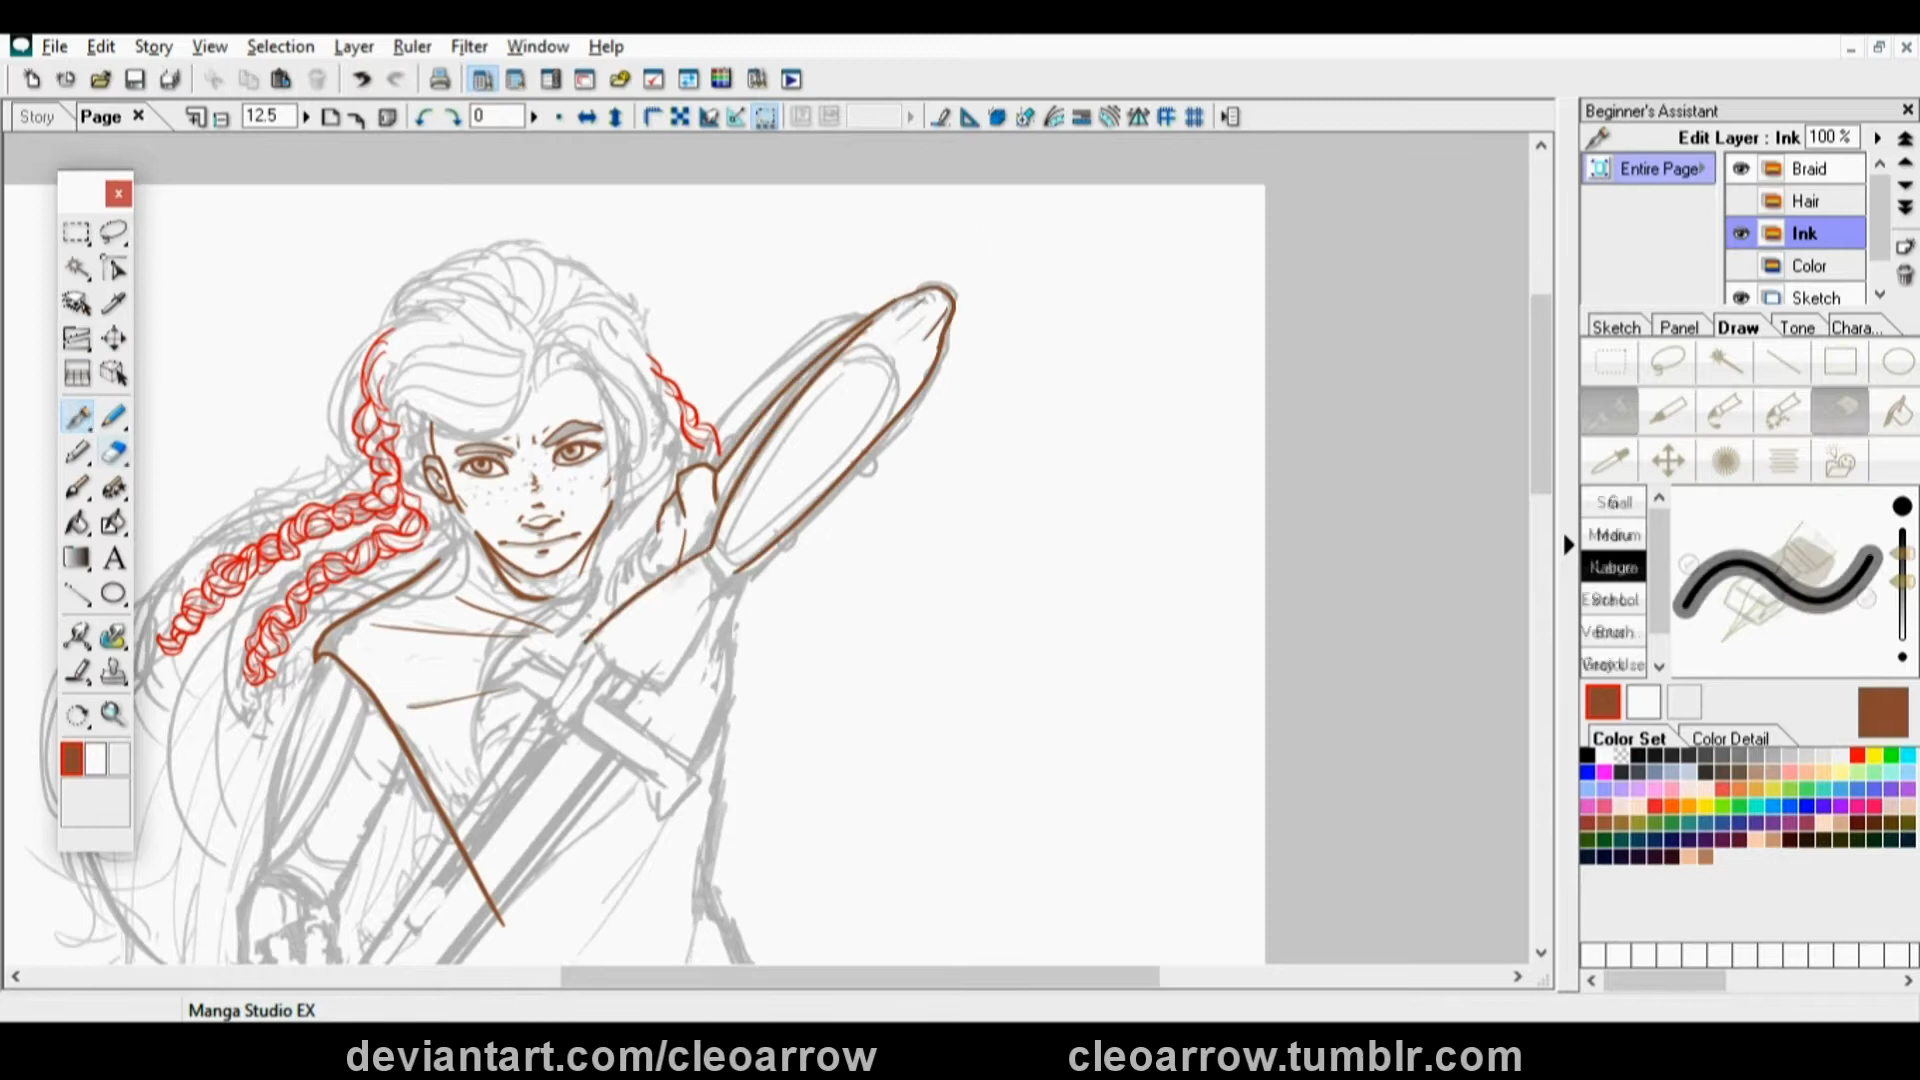 File Edit Story View Selection Layer Ruler Filter Window Help
Story Page 12.5 0
Beginner's Assistant
Edit Layer : Ink 100 %
Entire Page
Braid
Hair
Ink
Color
Sketch
Sketch Panel Draw Tone Chara...
A
Color Set Color Detail
Manga Studio EX
deviantart.com/cleoarrow cleoarrow.tumblr.com